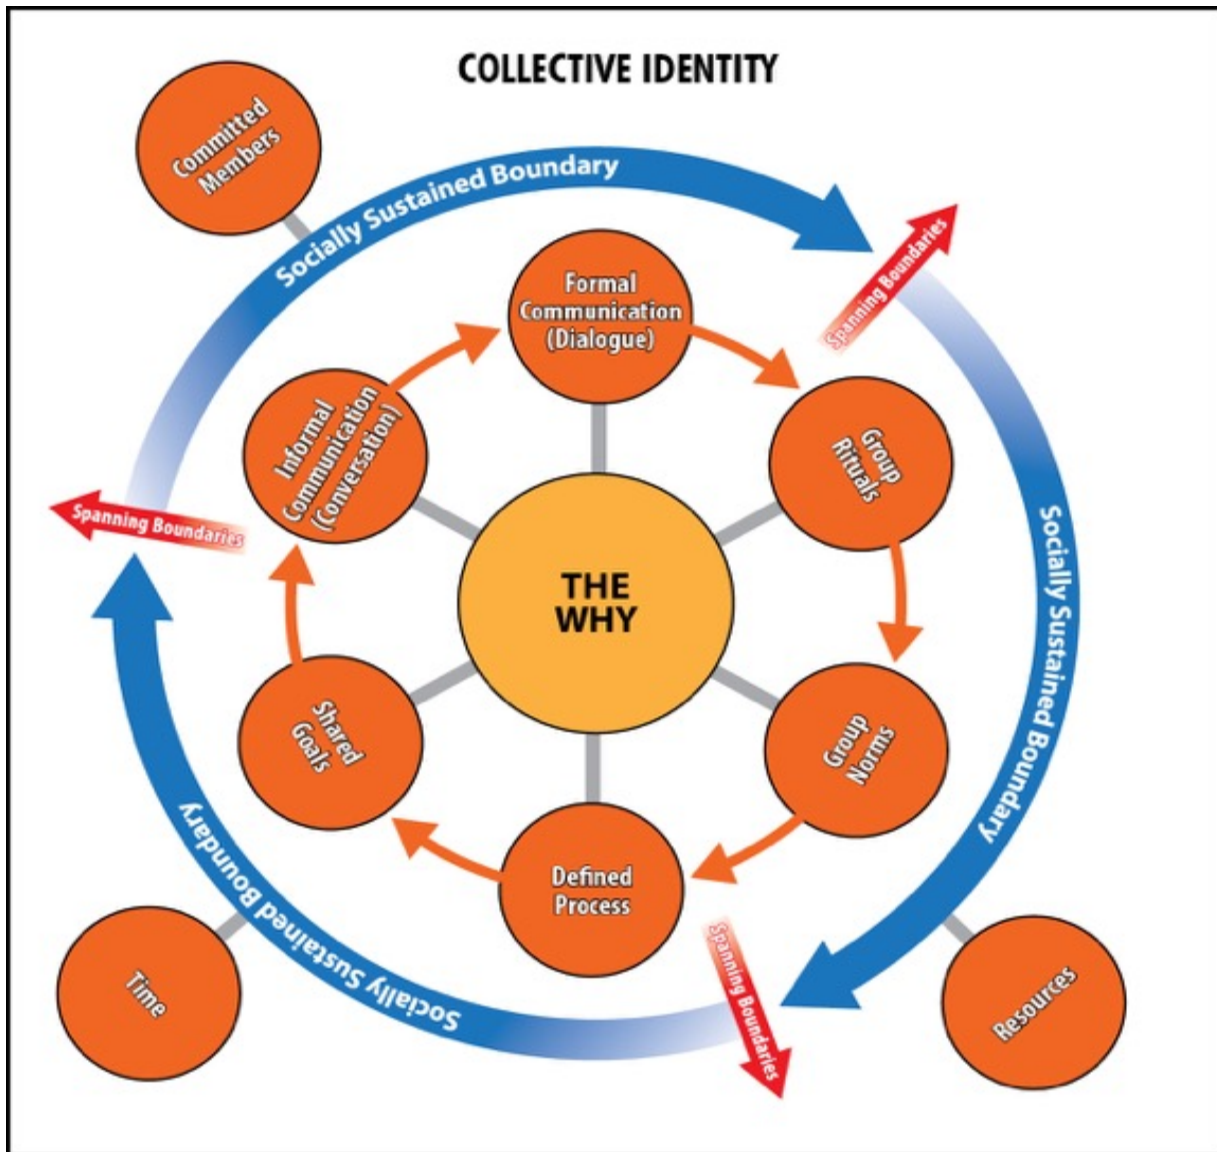 COLLECTIVE IDENTITY
Committed
Members
Socially Sustained Boundary
Spanning Boundaries
Formal
Communication
(Dialogue)
Informal
Communication
(Conversation)
Group
Rituals
Spanning Boundaries
THE
WHY
Socially Sustained Boundary
Shared
Goals
Group
Norms
Defined
Process
Socially Sustained Boundary
Spanning Boundaries
Time
Resources